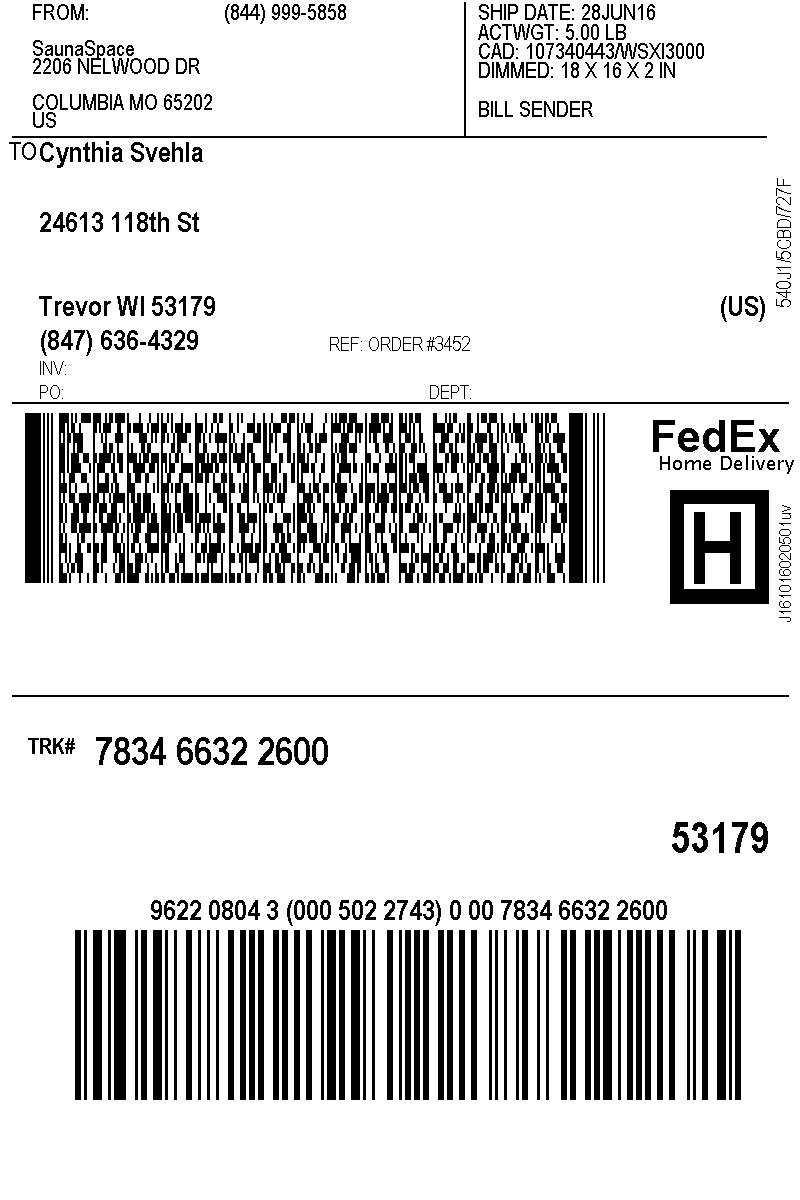 FROM: (844) 999-5858
SaunaSpace
2206 NELWOOD DR
COLUMBIA MO 65202
US
SHIP DATE: 28JUN16
ACTWGT: 5.00 LB
CAD: 107340443/WSXI3000
DIMMED: 18 X 16 X 2 IN
BILL SENDER
TO Cynthia Svehla
24613 118th St
Trevor WI 53179 (US)
(847) 636-4329 REF: ORDER #3452
INV:
PO: DEPT:
540J1/5CBD/727F
FedEx
Home Delivery
H
J161016020501uv
TRK# 7834 6632 2600
53179
9622 0804 3 (000 502 2743) 0 00 7834 6632 2600